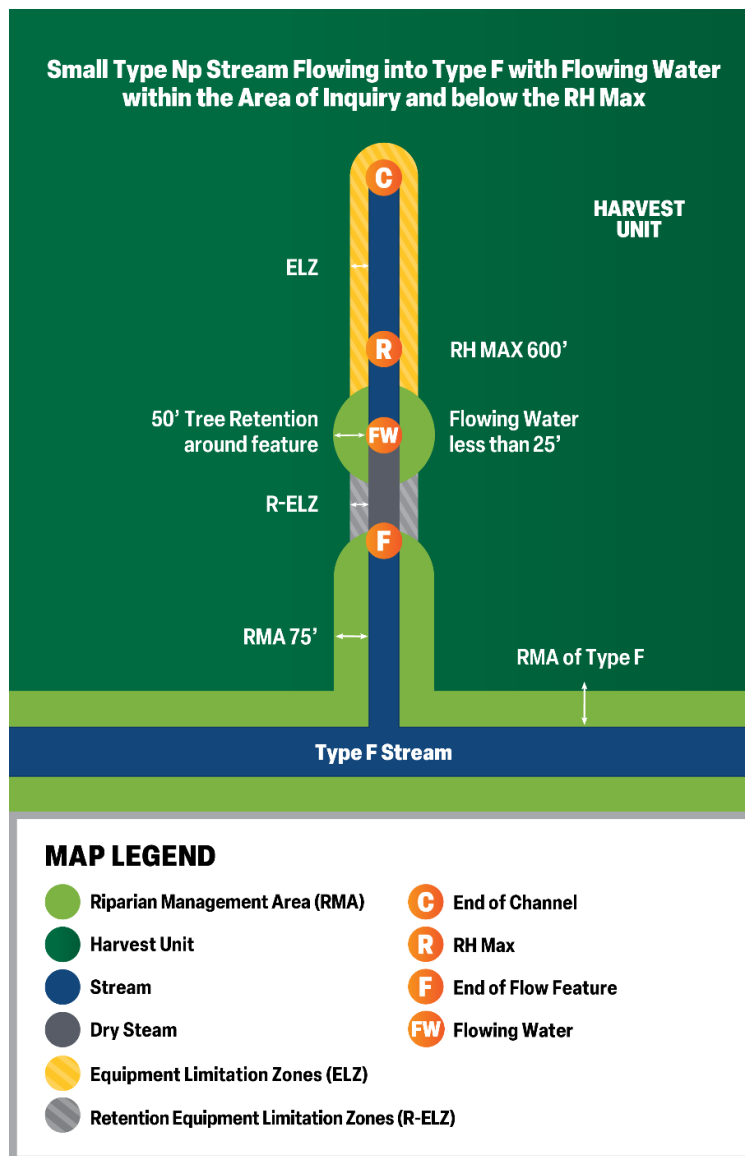 Small Type Np Stream Flowing into Type F with Flowing Water
within the Area of Inquiry and below the RH Max
C
HARVEST
UNIT
ELZ
R
RH MAX 600’
50’ Tree Retention
around feature
FW
Flowing Water
less than 25’
R-ELZ
F
RMA 75’
RMA of Type F
Type F Stream
MAP LEGEND
Riparian Management Area (RMA)
Harvest Unit
Stream
Dry Steam
Equipment Limitation Zones (ELZ)
Retention Equipment Limitation Zones (R-ELZ)
C End of Channel
R RH Max
F End of Flow Feature
FW Flowing Water